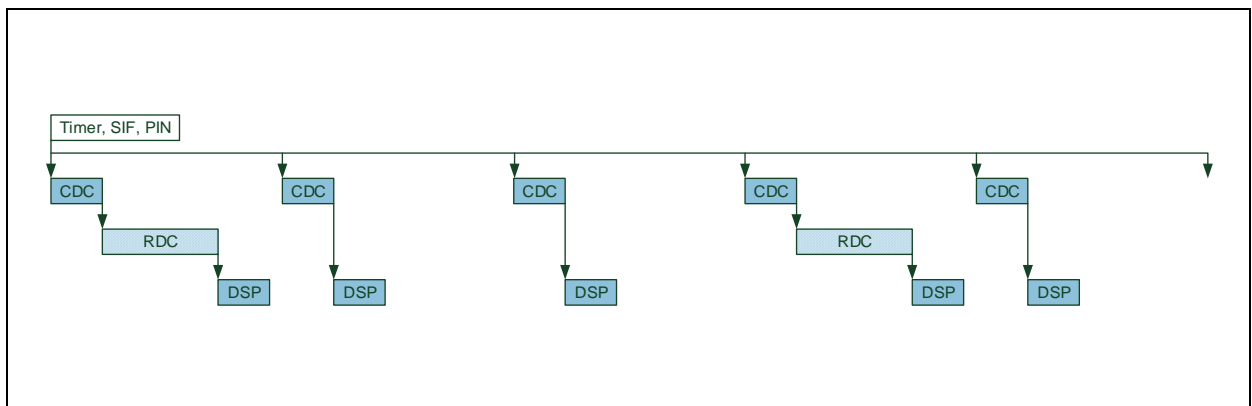 Timer, SIF, PIN
CDC CDC CDC CDC CDC
RDC RDC
DSP DSP DSP DSP DSP